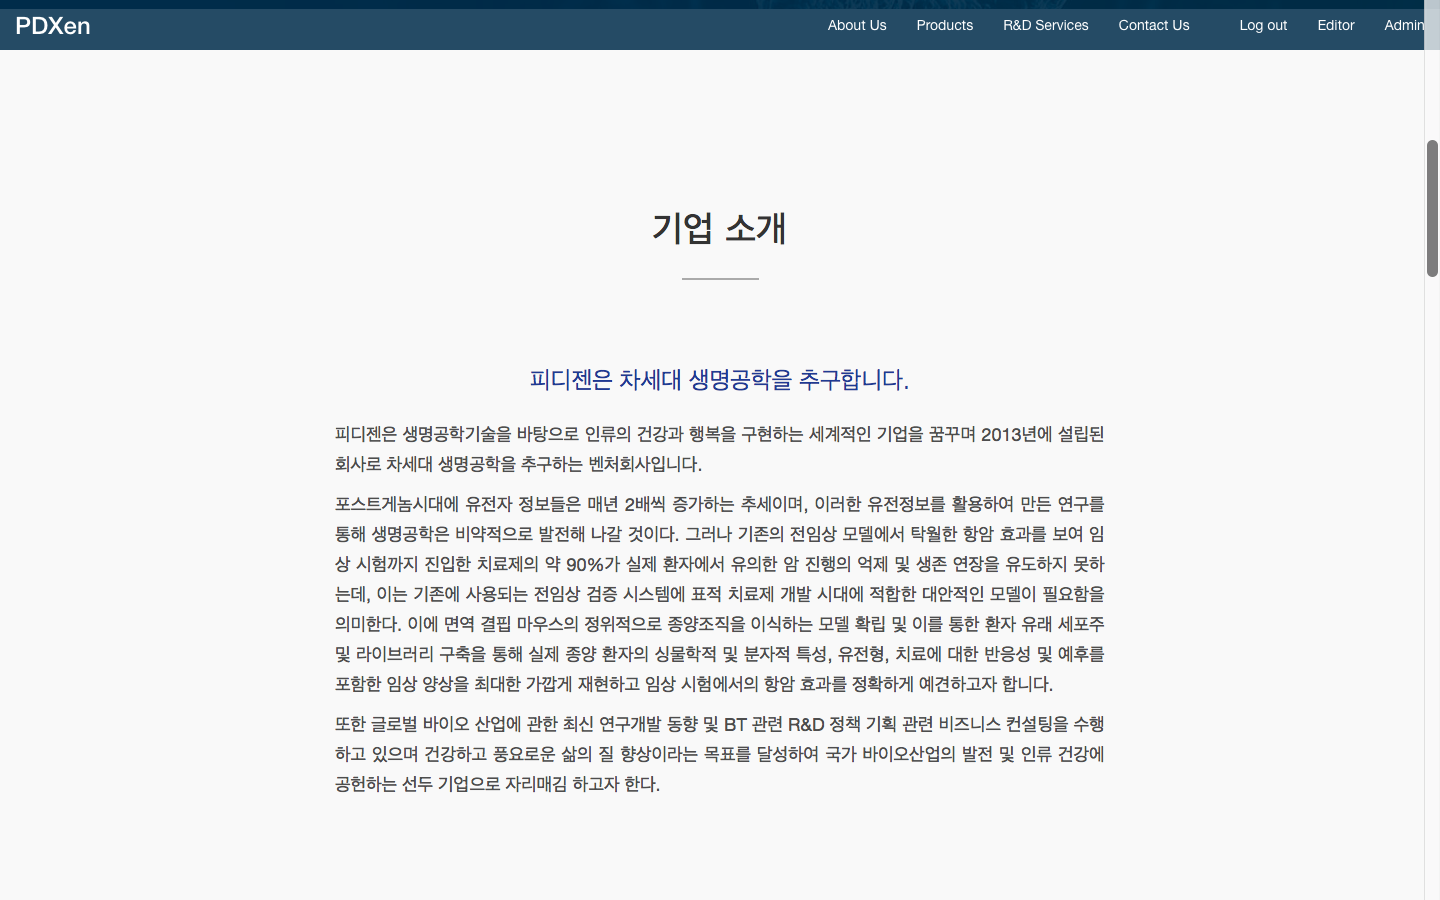 PDXen
About Us Products R&D Services Contact Us Log out Editor Admin
기업 소개
피디젠은 차세대 생명공학을 추구합니다.
피디젠은 생명공학기술을 바탕으로 인류의 건강과 행복을 구현하는 세계적인 기업을 꿈꾸며 2013년에 설립된
회사로 차세대 생명공학을 추구하는 벤처회사입니다.
포스트게놈시대에 유전자 정보들은 매년 2배씩 증가하는 추세이며, 이러한 유전정보를 활용하여 만든 연구를
통해 생명공학은 비약적으로 발전해 나갈 것이다. 그러나 기존의 전임상 모델에서 탁월한 항암 효과를 보여 임
상 시험까지 진입한 치료제의 약 90%가 실제 환자에서 유의한 암 진행의 억제 및 생존 연장을 유도하지 못하
는데, 이는 기존에 사용되는 전임상 검증 시스템에 표적 치료제 개발 시대에 적합한 대안적인 모델이 필요함을
의미한다. 이에 면역 결핍 마우스의 정위적으로 종양조직을 이식하는 모델 확립 및 이를 통한 환자 유래 세포주
및 라이브러리 구축을 통해 실제 종양 환자의 싱물학적 및 분자적 특성, 유전형, 치료에 대한 반응성 및 예후를
포함한 임상 양상을 최대한 가깝게 재현하고 임상 시험에서의 항암 효과를 정확하게 예견하고자 합니다.
또한 글로벌 바이오 산업에 관한 최신 연구개발 동향 및 BT 관련 R&D 정책 기획 관련 비즈니스 컨설팅을 수행
하고 있으며 건강하고 풍요로운 삶의 질 향상이라는 목표를 달성하여 국가 바이오산업의 발전 및 인류 건강에
공헌하는 선두 기업으로 자리매김 하고자 한다.